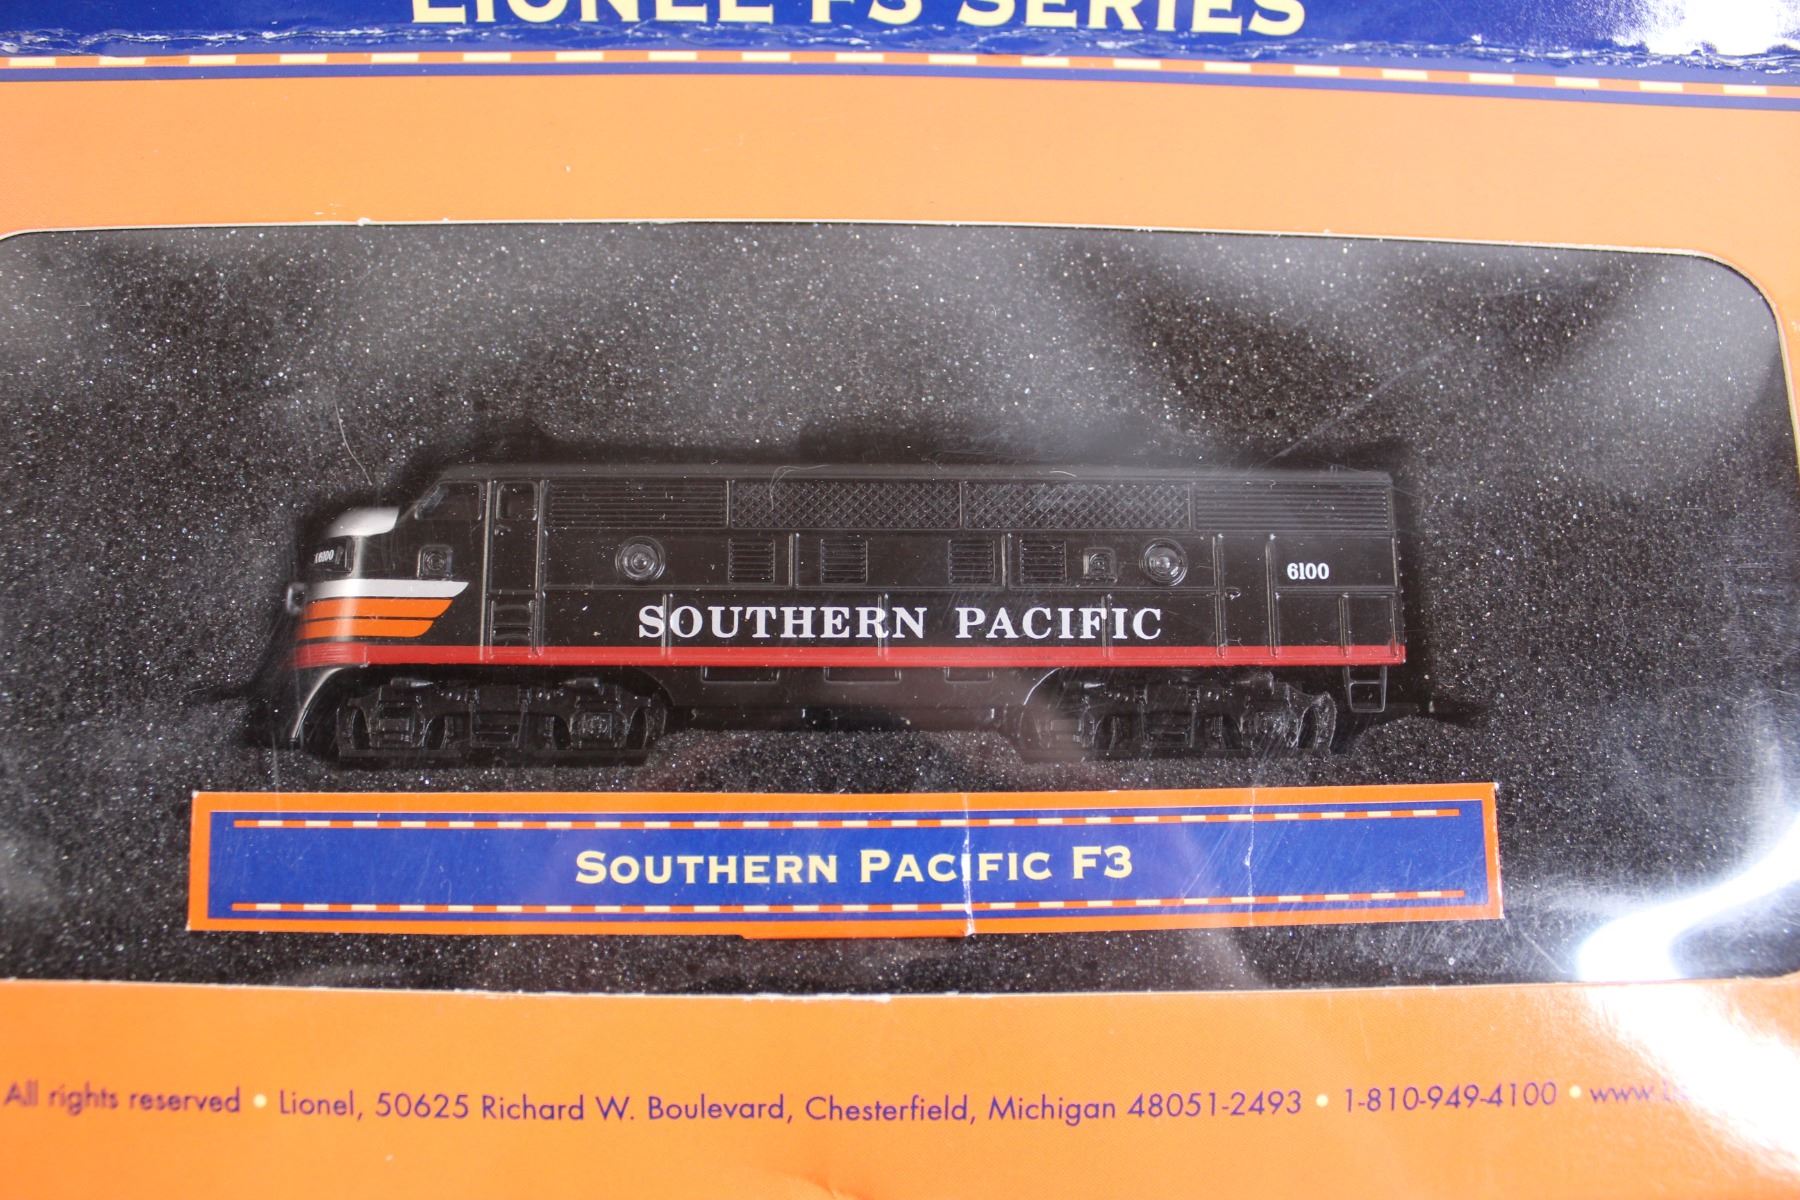 LIONEL F3 SERIES
6100
6100
SOUTHERN PACIFIC
SOUTHERN PACIFIC F3
All rights reserved • Lionel, 50625 Richard W. Boulevard, Chesterfield, Michigan 48051-2493 • 1-810-949-4100 • www.